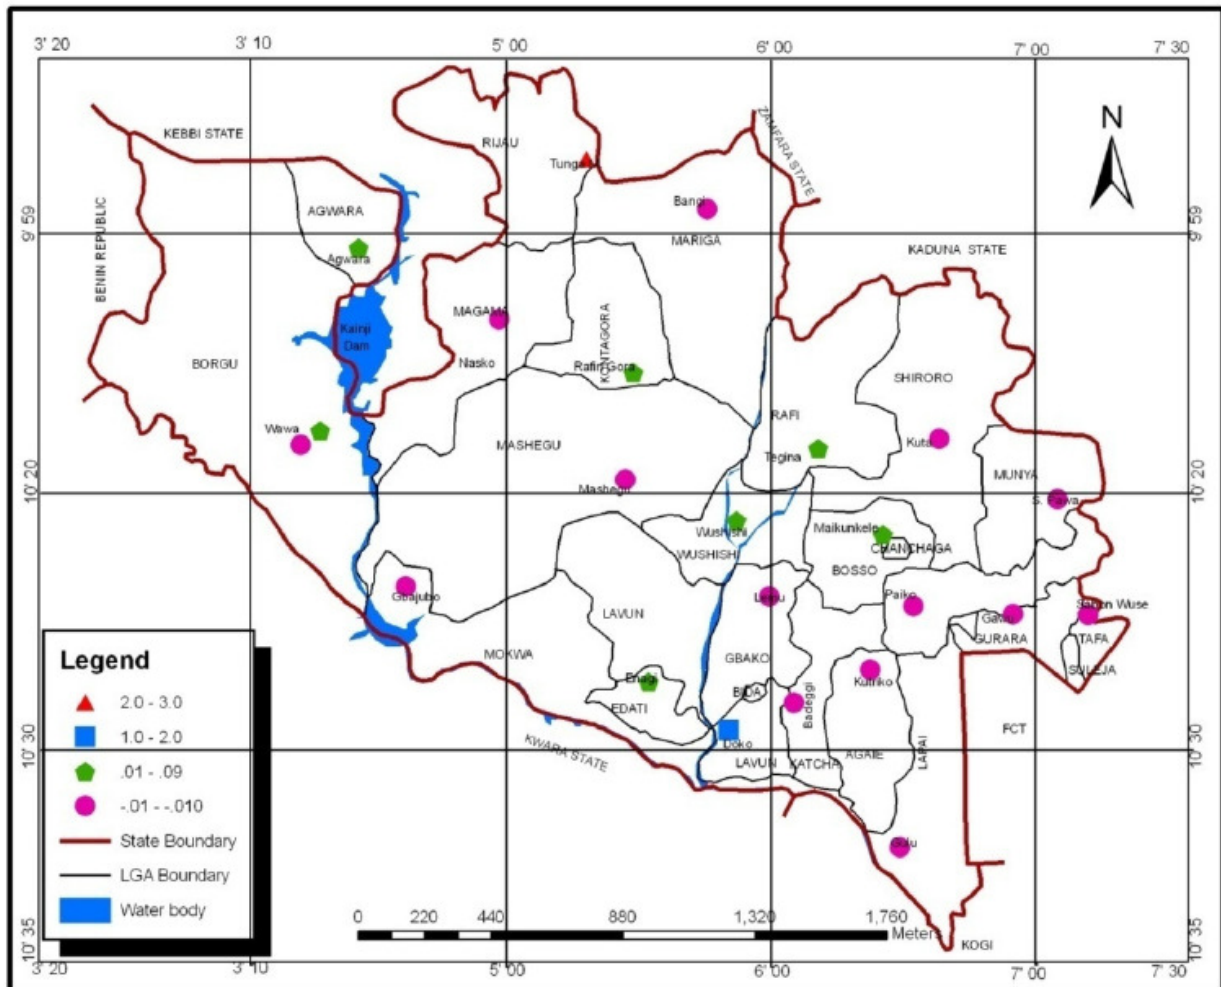 3' 20
3' 10
5' 00
6' 00
7' 00
7' 30
KEBBI STATE
ZAMFARA STATE
N
RIJAU
Tunga
Bangi
MARIGA
AGWARA
Agwara
9' 59
9' 59
BENIN REPUBLIC
KADUNA STATE
MAGAMA
KONTAGORA
Kainji
Dam
BORGU
Nasko
Rafin Gora
SHIRORO
RAFI
Wawa
MASHEGU
Kuta
Tegina
MUNYA
Mashegu
10' 20
10' 20
S. Paiwa
Wushishi
Maikunkele
CHANCHAGA
WUSHISHI
BOSSO
Gbajubo
Lempu
Paiko
Sabon Wuse
LAVUN
Gawu
GURARA
TAFA
MOKWA
GBAKO
SULEJA
Enagi
Kutriko
BIDA
Badeggi
EDATI
Doko
FCT
KWARA STATE
LAVUN
KATCHA
AGAIE
LAPAI
10' 30
10' 30
Gulu
KOGI
Legend
2.0 - 3.0
1.0 - 2.0
.01 - .09
-.01 - -.010
State Boundary
LGA Boundary
Water body
0
220
440
880
1,320
1,760
Meters
10' 35
10' 35
3' 20
3' 10
5' 00
6' 00
7' 00
7' 30